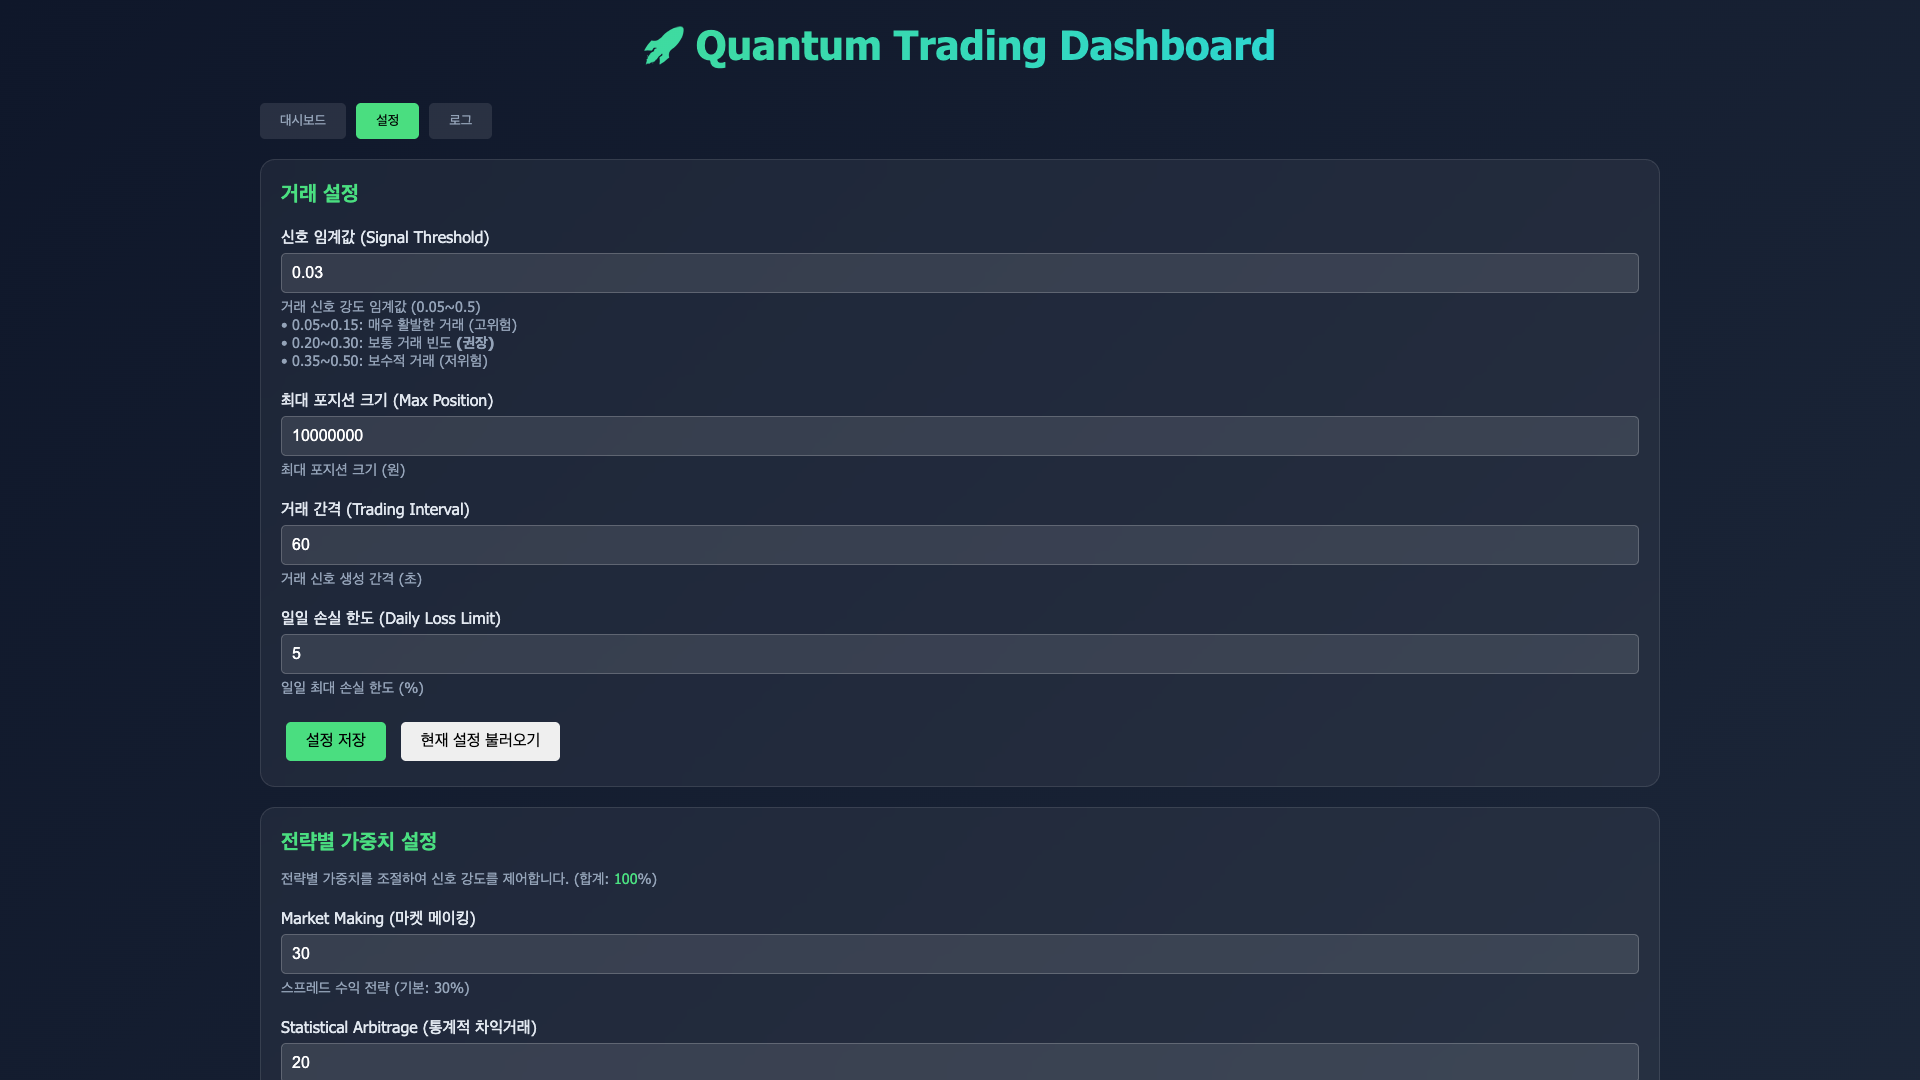 Quantum Trading Dashboard
대시보드
설정
로그
거래 설정
신호 임계값 (Signal Threshold)
0.03
거래 신호 강도 임계값 (0.05~0.5)
• 0.05~0.15: 매우 활발한 거래 (고위험)
• 0.20~0.30: 보통 거래 빈도 (권장)
• 0.35~0.50: 보수적 거래 (저위험)
최대 포지션 크기 (Max Position)
10000000
최대 포지션 크기 (원)
거래 간격 (Trading Interval)
60
거래 신호 생성 간격 (초)
일일 손실 한도 (Daily Loss Limit)
5
일일 최대 손실 한도 (%)
설정 저장
현재 설정 불러오기
전략별 가중치 설정
전략별 가중치를 조절하여 신호 강도를 제어합니다. (합계: 100%)
Market Making (마켓 메이킹)
30
스프레드 수익 전략 (기본: 30%)
Statistical Arbitrage (통계적 차익거래)
20